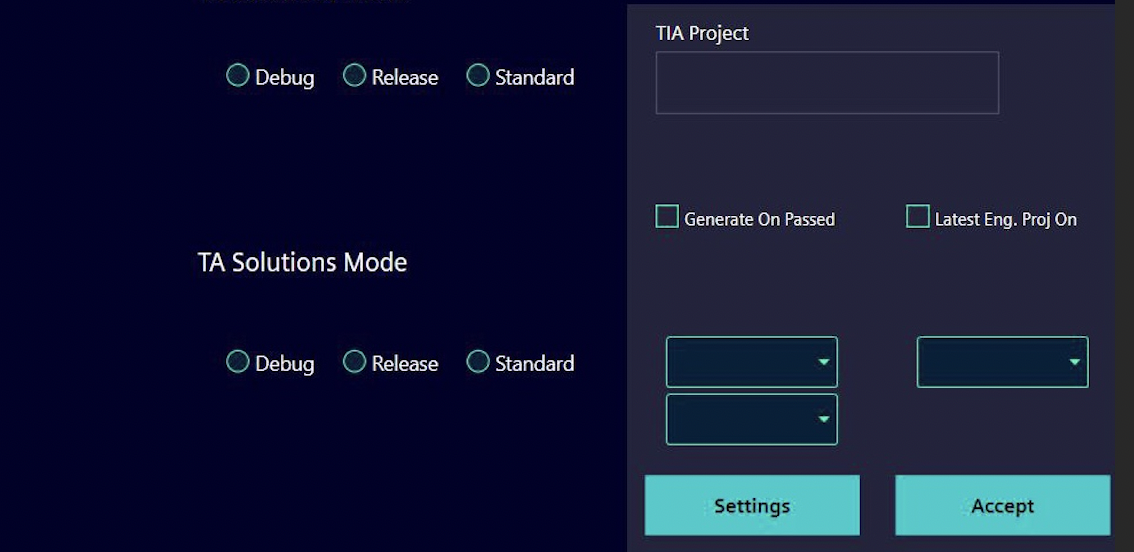 TIA Project
Debug Release Standard
Generate On Passed Latest Eng. Proj On
TA Solutions Mode
Debug Release Standard
Settings Accept